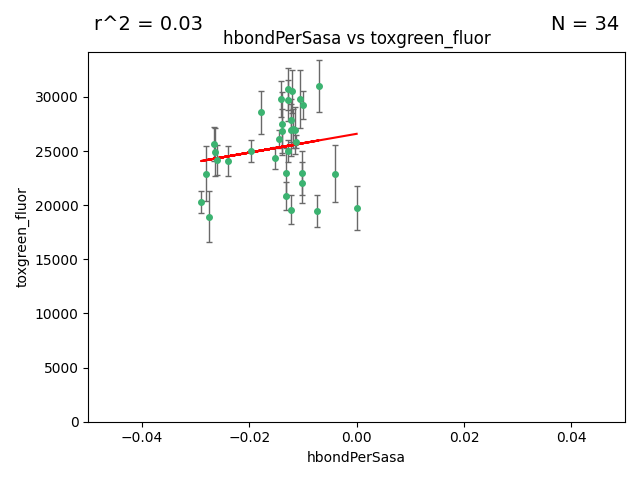 r^2 = 0.03
N = 34
hbondPerSasa vs toxgreen_fluor
toxgreen_fluor
30000
25000
20000
15000
10000
5000
0
−0.04
−0.02
0.00
0.02
0.04
hbondPerSasa